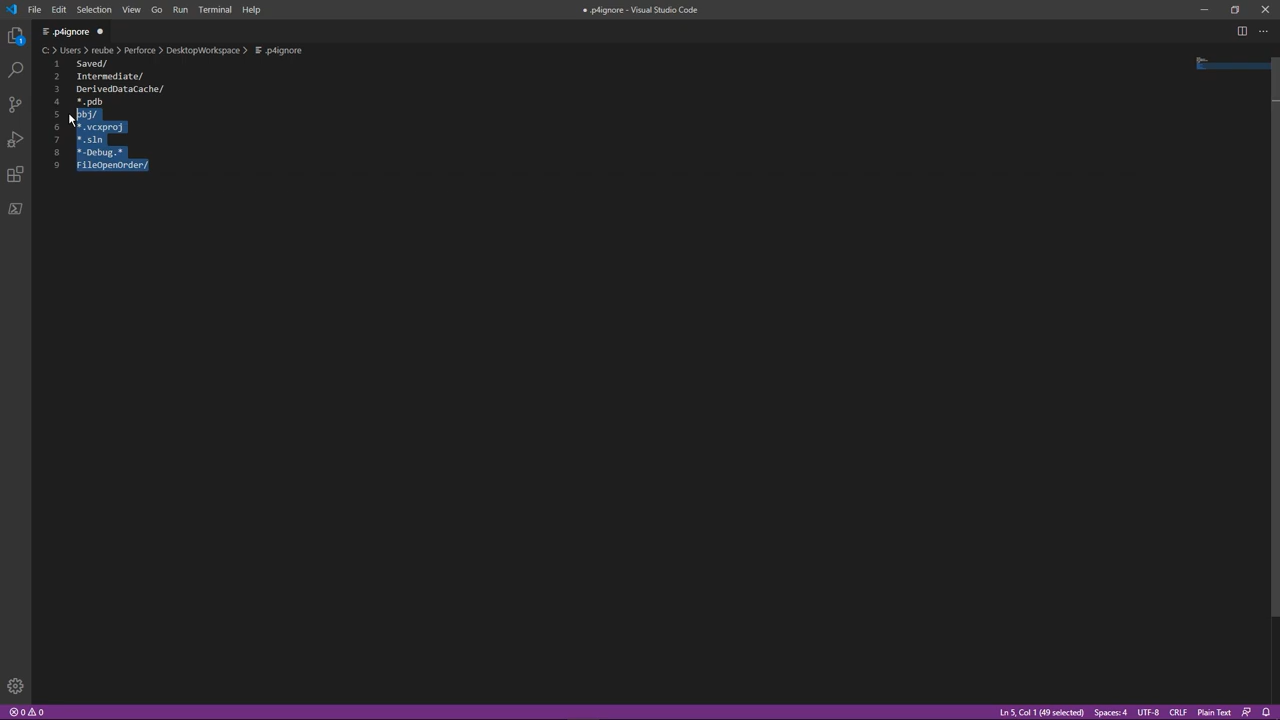 File Edit Selection View Go Run Terminal Help
● .p4ignore - Visual Studio Code
.p4ignore ●
C: > Users > reube > Perforce > DesktopWorkspace > .p4ignore
1 Saved/
2 Intermediate/
3 DerivedDataCache/
4 *.pdb
5 obj/
6 *.vcxproj
7 *.sln
8 *-Debug.*
9 FileOpenOrder/
1
0 0 Ln 5, Col 1 (49 selected) Spaces: 4 UTF-8 CRLF Plain Text